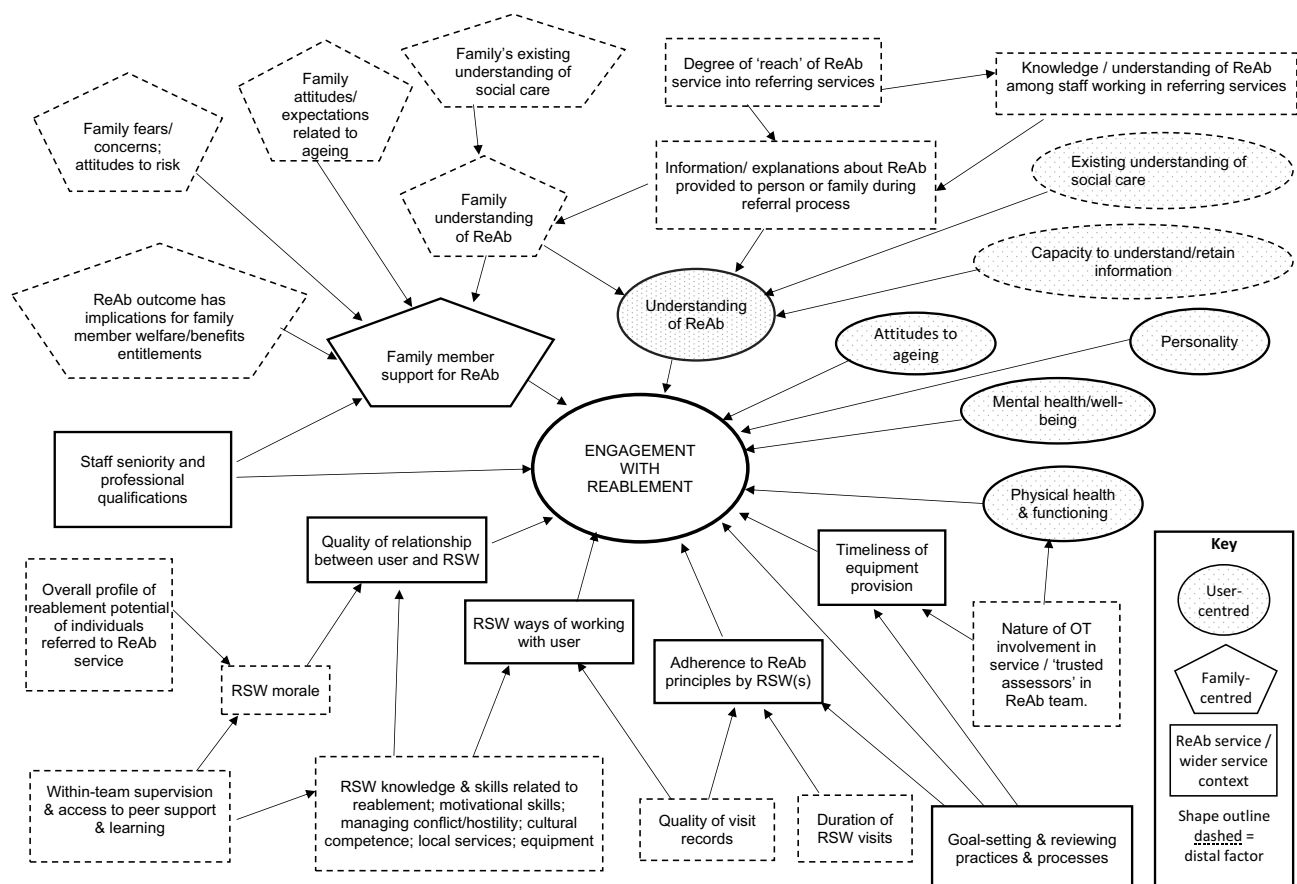 Family's existing
understanding of
social care
Degree of 'reach' of ReAb
service into referring services
Knowledge / understanding of ReAb
among staff working in referring services
Family
attitudes/
expectations
related to
ageing
Family fears/
concerns;
attitudes to
risk
Information/ explanations about ReAb
provided to person or family during
referral process
Existing understanding of
social care
Family
understanding
of ReAb
Capacity to understand/retain
information
ReAb outcome has
implications for family
member welfare/benefits
entitlements
Understanding
of ReAb
Attitudes to
ageing
Personality
Family member
support for ReAb
Mental health/well-
being
Staff seniority and
professional
qualifications
ENGAGEMENT
WITH
REABLEMENT
Physical health
& functioning
Quality of relationship
between user and RSW
Timeliness of
equipment
provision
Overall profile of
reablement potential
of individuals
referred to ReAb
service
RSW ways of working
with user
Nature of OT
involvement in
service / 'trusted
assessors' in
ReAb team.
Adherence to ReAb
principles by RSW(s)
RSW morale
Within-team supervision
& access to peer support
& learning
RSW knowledge & skills related to
reablement; motivational skills;
managing conflict/hostility; cultural
competence; local services; equipment
Quality of visit
records
Duration of
RSW visits
Goal-setting & reviewing
practices & processes
Key
User-
centred
Family-
centred
ReAb service /
wider service
context
Shape outline
dashed =
distal factor